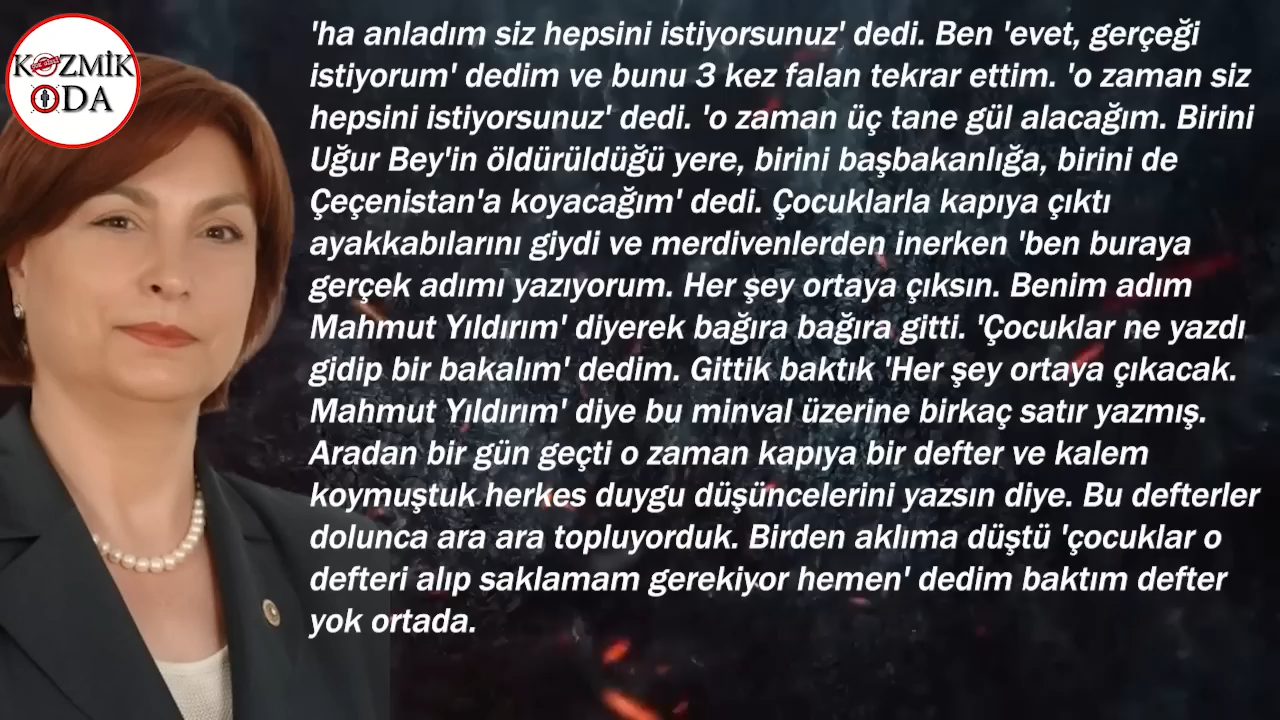 KOZMİK
ODA
'ha anladım siz hepsini istiyorsunuz' dedi. Ben 'evet, gerçeği
istiyorum' dedim ve bunu 3 kez falan tekrar ettim. 'o zaman siz
hepsini istiyorsunuz' dedi. 'o zaman üç tane gül alacağım. Birini
Uğur Bey'in öldürüldüğü yere, birini başbakanlığa, birini de
Çeçenistan'a koyacağım' dedi. Çocuklarla kapıya çıktı
ayakkabılarını giydi ve merdivenlerden inerken 'ben buraya
gerçek adımı yazıyorum. Her şey ortaya çıksın. Benim adım
Mahmut Yıldırım' diyerek bağıra bağıra gitti. 'Çocuklar ne yazdı
gidip bir bakalım' dedim. Gittik baktık 'Her şey ortaya çıkacak.
Mahmut Yıldırım' diye bu minval üzerine birkaç satır yazmış.
Aradan bir gün geçti o zaman kapıya bir defter ve kalem
koymuştuk herkes duygu düşüncelerini yazsın diye. Bu defterler
dolunca ara ara topluyorduk. Birden aklıma düştü 'çocuklar o
defteri alıp saklamam gerekiyor hemen' dedim baktım defter
yok ortada.